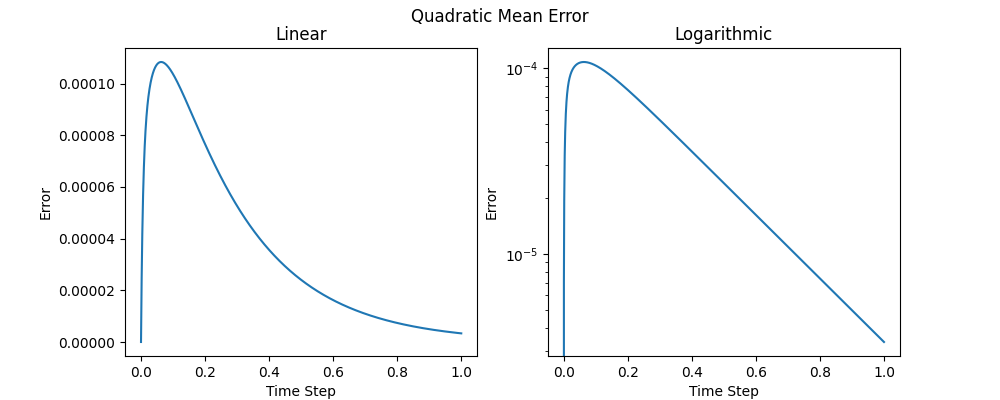 Quadratic Mean Error
Linear
Error
0.00010
0.00008
0.00006
0.00004
0.00002
0.00000
0.0 0.2 0.4 0.6 0.8 1.0
Time Step
Logarithmic
Error
10⁻⁴
10⁻⁵
0.0 0.2 0.4 0.6 0.8 1.0
Time Step